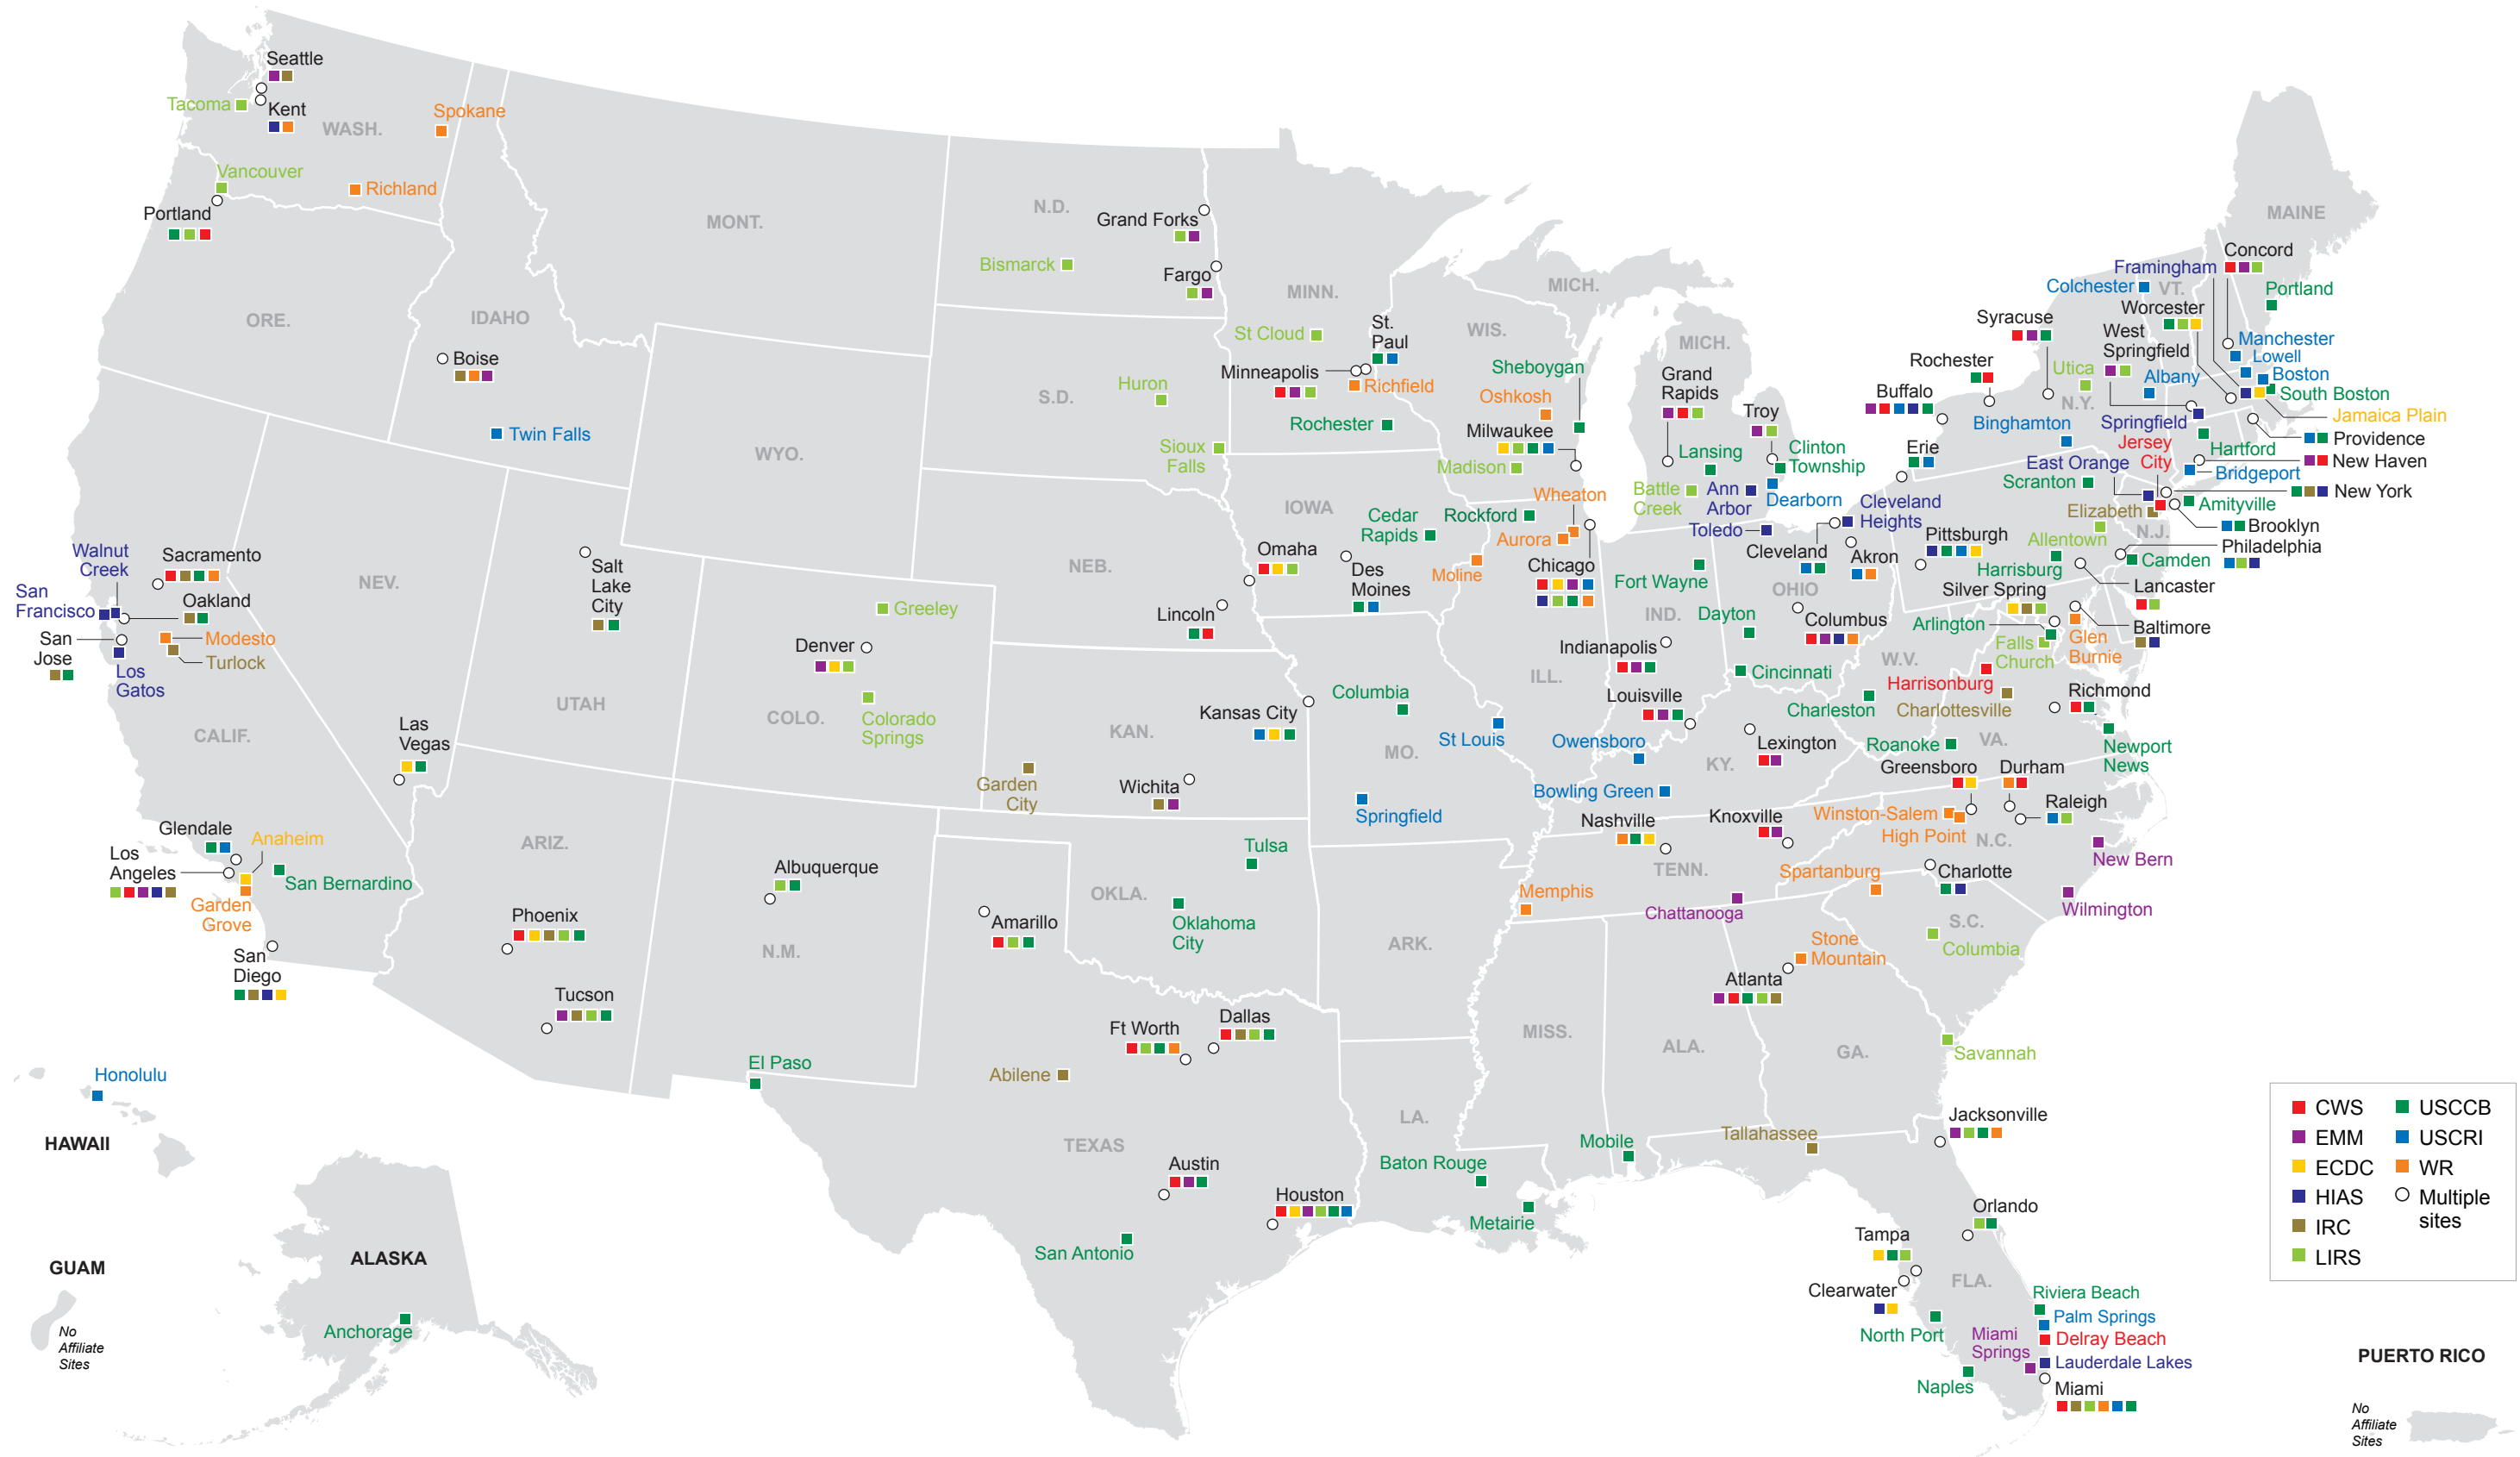 Seattle
Tacoma
Kent
WASH.
Spokane
Vancouver
Richland
Portland
ORE.
IDAHO
Boise
Twin Falls
MONT.
WYO.
N.D.
Grand Forks
Bismarck
Fargo
S.D.
Huron
Sioux
Falls
MINN.
St Cloud
St.
Paul
Minneapolis
Richfield
Rochester
WIS.
Sheboygan
Oshkosh
Milwaukee
Madison
MICH.
MICH.
Grand
Rapids
Troy
Lansing
Clinton
Township
Battle
Creek
Ann
Arbor
Dearborn
Toledo
Wheaton
Rockford
Aurora
Chicago
Moline
IOWA
Cedar
Rapids
Omaha
Des
Moines
NEB.
Lincoln
Walnut
Creek
Sacramento
San
Francisco
Oakland
San
Jose
Modesto
Turlock
Los
Gatos
NEV.
CALIF.
Las
Vegas
Glendale
Anaheim
Los
Angeles
San Bernardino
Garden
Grove
San
Diego
Salt
Lake
City
UTAH
Greeley
Denver
COLO.
Colorado
Springs
KAN.
Kansas City
Garden
City
Wichita
Columbia
MO.
St Louis
Springfield
ILL.
IND.
Fort Wayne
Indianapolis
Louisville
Owensboro
Bowling Green
KY.
Lexington
OHIO
Cleveland
Cleveland
Heights
Akron
Dayton
Columbus
Cincinnati
W.V.
Charleston
ARIZ.
Phoenix
Tucson
Albuquerque
N.M.
OKLA.
Tulsa
Oklahoma
City
Amarillo
Ft Worth
Dallas
El Paso
Abilene
TEXAS
Austin
Houston
San Antonio
ARK.
LA.
Baton Rouge
Metairie
MISS.
ALA.
Mobile
TENN.
Nashville
Knoxville
Memphis
Chattanooga
GA.
Stone
Mountain
Atlanta
Savannah
S.C.
Spartanburg
Columbia
N.C.
Greensboro
Durham
Raleigh
Winston-Salem
High Point
Charlotte
New Bern
Wilmington
VA.
Harrisonburg
Charlottesville
Richmond
Roanoke
Newport
News
Arlington
Falls
Church
Silver Spring
Glen
Burnie
Baltimore
Pittsburgh
Harrisburg
Allentown
Lancaster
Philadelphia
Camden
Scranton
Erie
N.J.
Elizabeth
East Orange
Jersey
City
New York
Amityville
Brooklyn
N.Y.
Buffalo
Rochester
Syracuse
Utica
Albany
Binghamton
Colchester
VT.
Framingham
Concord
MAINE
Portland
Manchester
Lowell
Boston
South Boston
Jamaica Plain
Worcester
West
Springfield
Springfield
Providence
Hartford
New Haven
Bridgeport
FLA.
Tallahassee
Jacksonville
Orlando
Tampa
Clearwater
North Port
Naples
Riviera Beach
Palm Springs
Delray Beach
Miami
Springs
Lauderdale Lakes
Miami
Honolulu
HAWAII
GUAM
No
Affiliate
Sites
ALASKA
Anchorage
PUERTO RICO
No
Affiliate
Sites
CWS
EMM
ECDC
HIAS
IRC
LIRS
USCCB
USCRI
WR
Multiple
sites